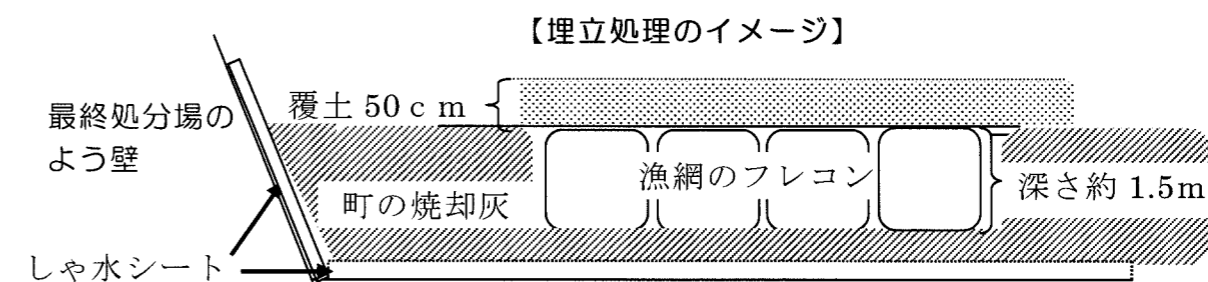 【埋立処理のイメージ】
覆土 50ｃｍ
最終処分場の
よう壁
漁網のフレコン
深さ約 1.5m
町の焼却灰
しゃ水シート